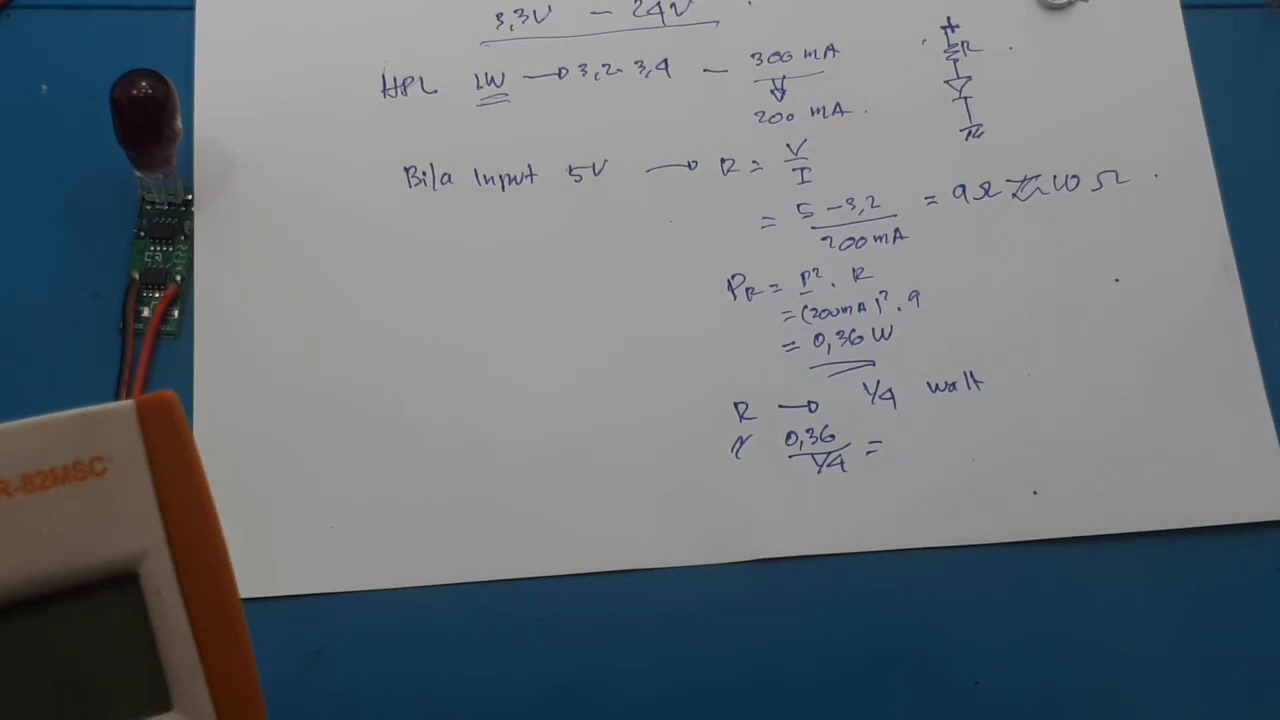 3,3V – 24V
HPL 1W → 3,2 - 3,4 – 300 mA
200 mA
+
R
Bila Input 5V → R = V/I
= 5 - 3,2 / 200 mA = 9Ω ≈ 10 Ω
PR = I² . R
= (200mA)² . 9
= 0,36 W
R → 1/4 watt
0,36 / 1/4 =
R-82MSC